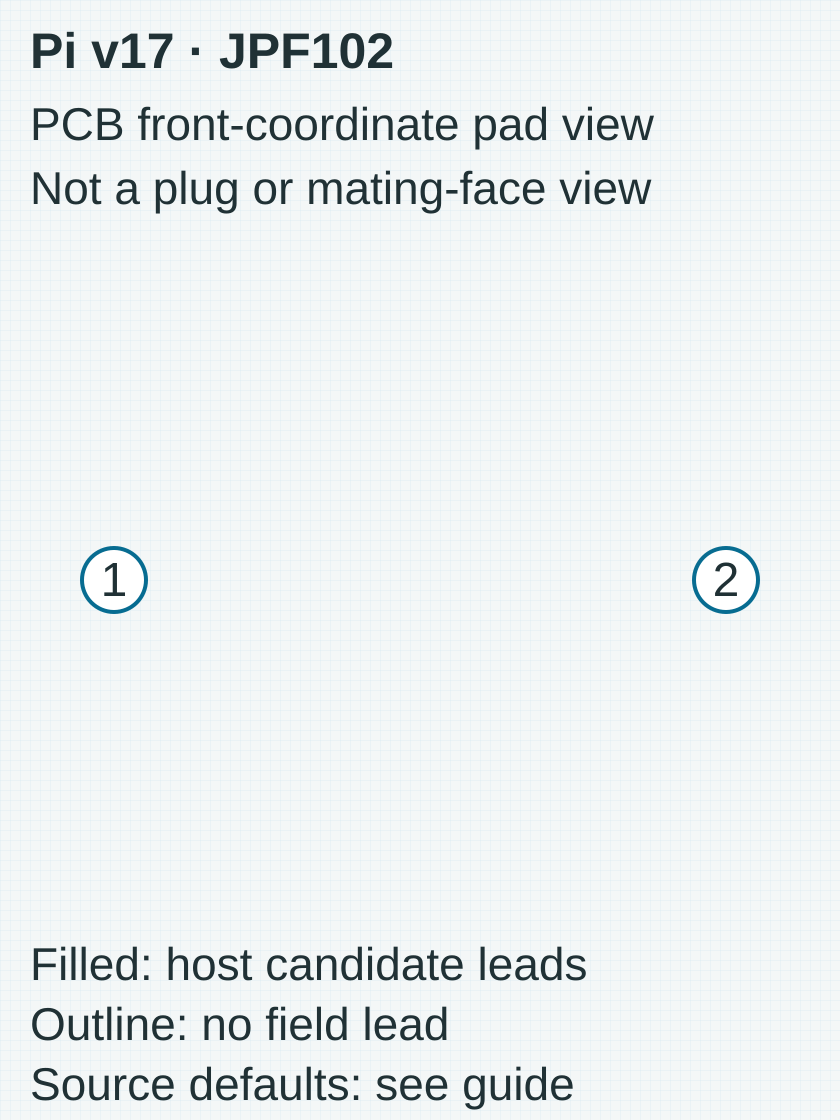 Pi v17 · JPF102
PCB front-coordinate pad view
Not a plug or mating-face view
1 2
Filled: host candidate leads
Outline: no field lead
Source defaults: see guide